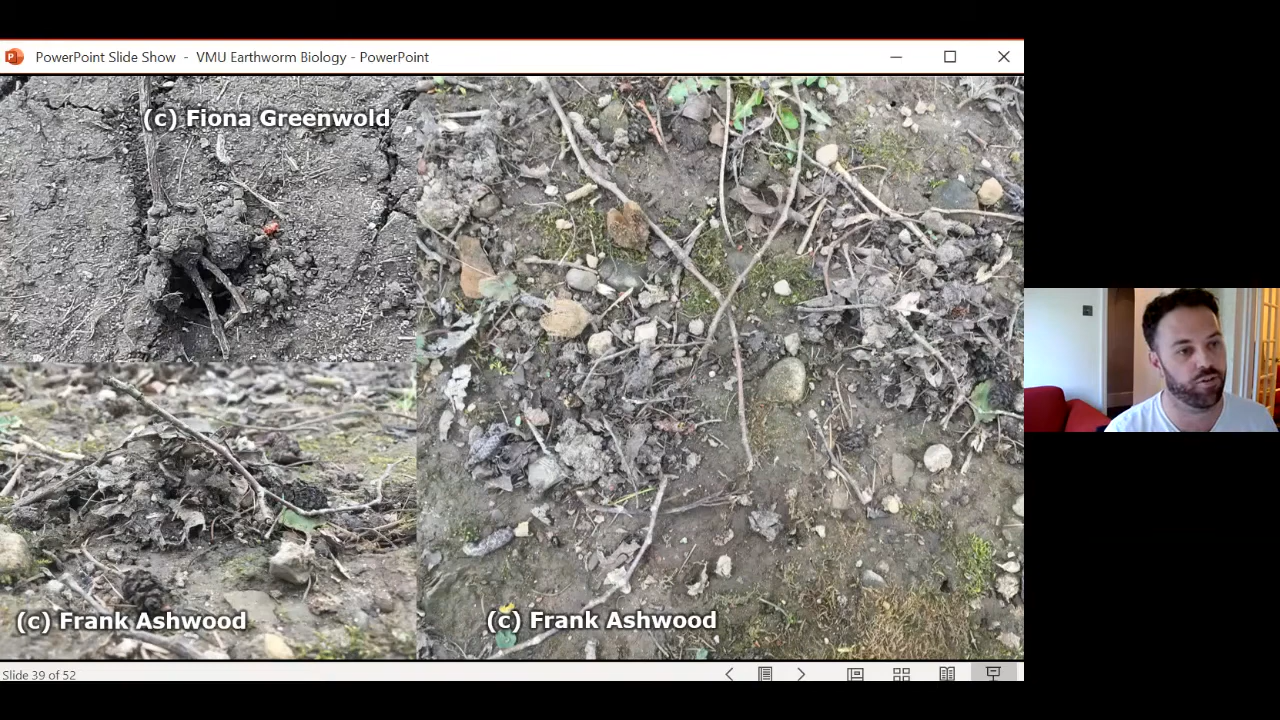 PowerPoint Slide Show - VMU Earthworm Biology - PowerPoint
(c) Fiona Greenwold
(c) Frank Ashwood
(c) Frank Ashwood
Slide 39 of 52